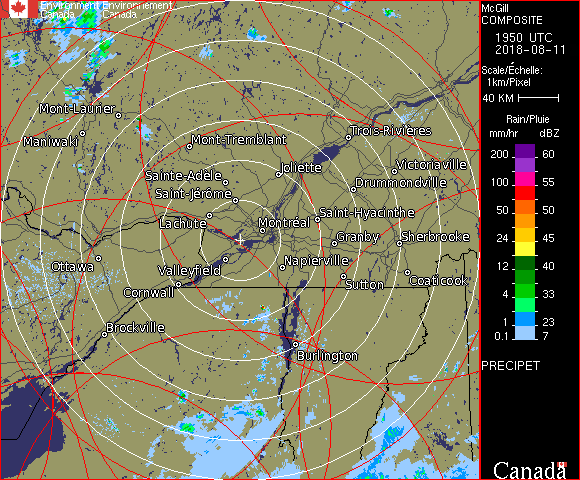 Environment Environnement
Canada Canada
McGill
COMPOSITE
1950 UTC
2018-08-11
Scale/Échelle:
1km/Pixel
40 KM
Rain/Pluie
mm/hr dBZ
200 60
150 55
100 55
50 50
24 45
12 40
4 33
1 23
0.1 7
PRECIPET
Canada
Mont-Laurier
Maniwaki
Mont-Tremblant
Trois-Rivières
Joliette
Victoriaville
Sainte-Adèle
Drummondville
Saint-Jérôme
Lachute
Montréal
Saint-Hyacinthe
Granby
Sherbrooke
Ottawa
Valleyfield
Napierville
Cornwall
Sutton
Coaticook
Brockville
Burlington